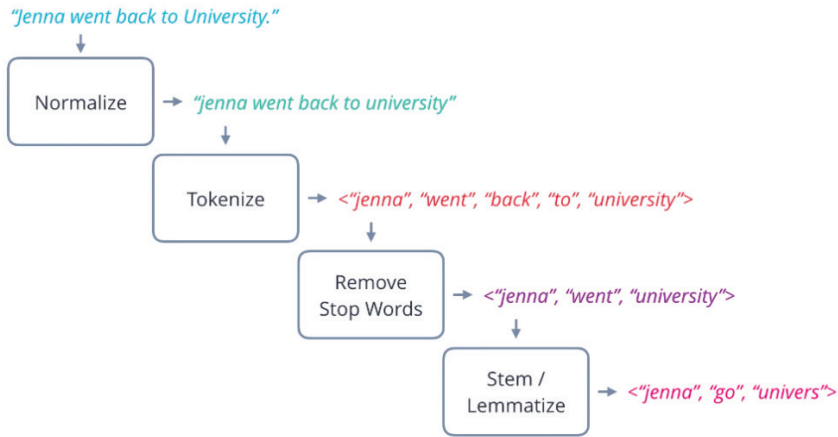 “Jenna went back to University.”
Normalize
“jenna went back to university”
Tokenize
<“jenna”, “went”, “back”, “to”, “university”>
Remove
Stop Words
<“jenna”, “went”, “university”>
Stem /
Lemmatize
<“jenna”, “go”, “univers”>